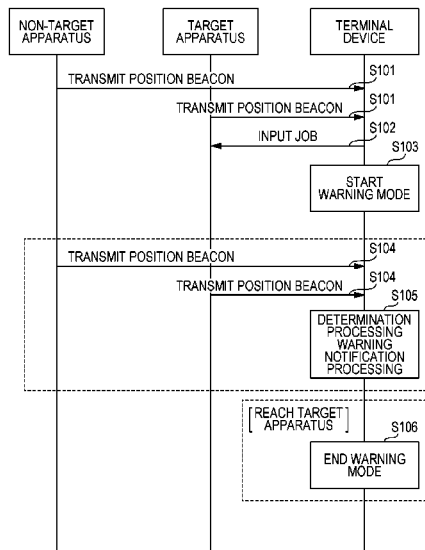 NON-TARGET
APPARATUS
TARGET
APPARATUS
TERMINAL
DEVICE
TRANSMIT POSITION BEACON
S101
TRANSMIT POSITION BEACON
S101
INPUT JOB
S102
S103
START
WARNING MODE
TRANSMIT POSITION BEACON
S104
TRANSMIT POSITION BEACON
S104
S105
DETERMINATION
PROCESSING
WARNING
NOTIFICATION
PROCESSING
[REACH TARGET
APPARATUS]
S106
END WARNING
MODE